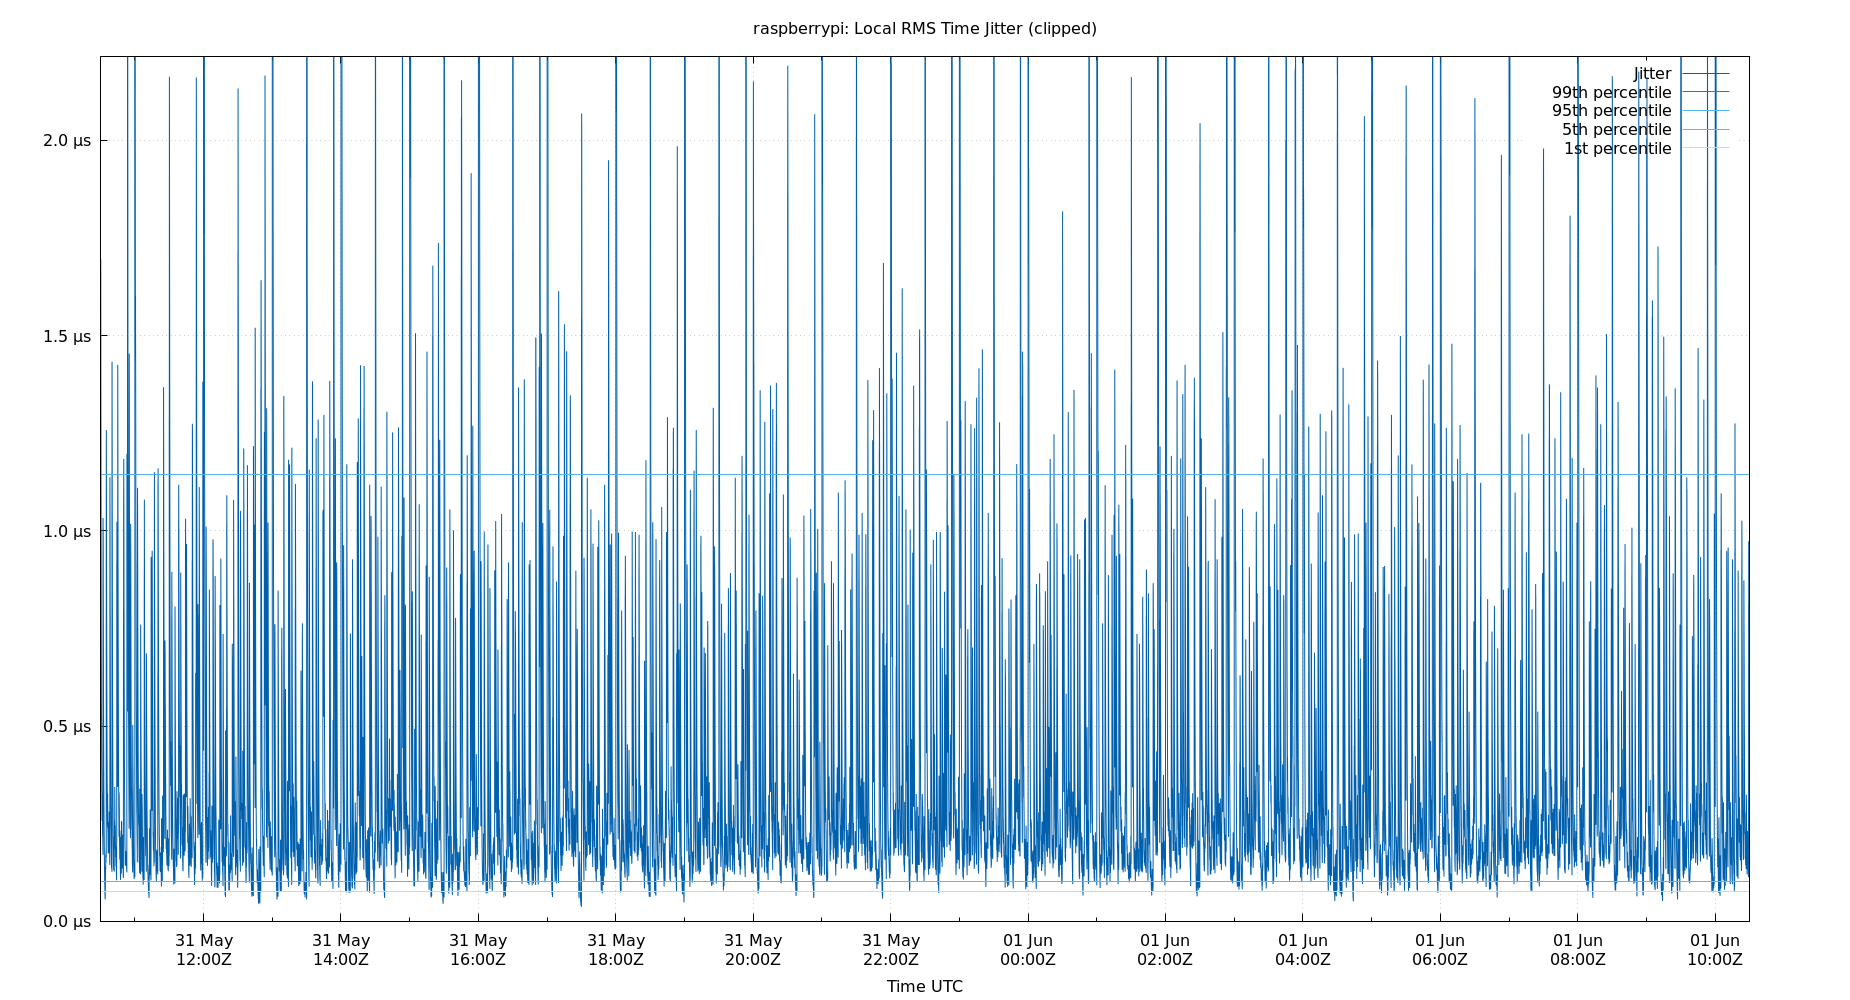 raspberrypi: Local RMS Time Jitter (clipped)
Jitter
99th percentile
95th percentile
5th percentile
1st percentile
2.0 µs
1.5 µs
1.0 µs
0.5 µs
0.0 µs
31 May 31 May 31 May 31 May 31 May 31 May 01 Jun 01 Jun 01 Jun 01 Jun 01 Jun 01 Jun
12:00Z 14:00Z 16:00Z 18:00Z 20:00Z 22:00Z 00:00Z 02:00Z 04:00Z 06:00Z 08:00Z 10:00Z
Time UTC